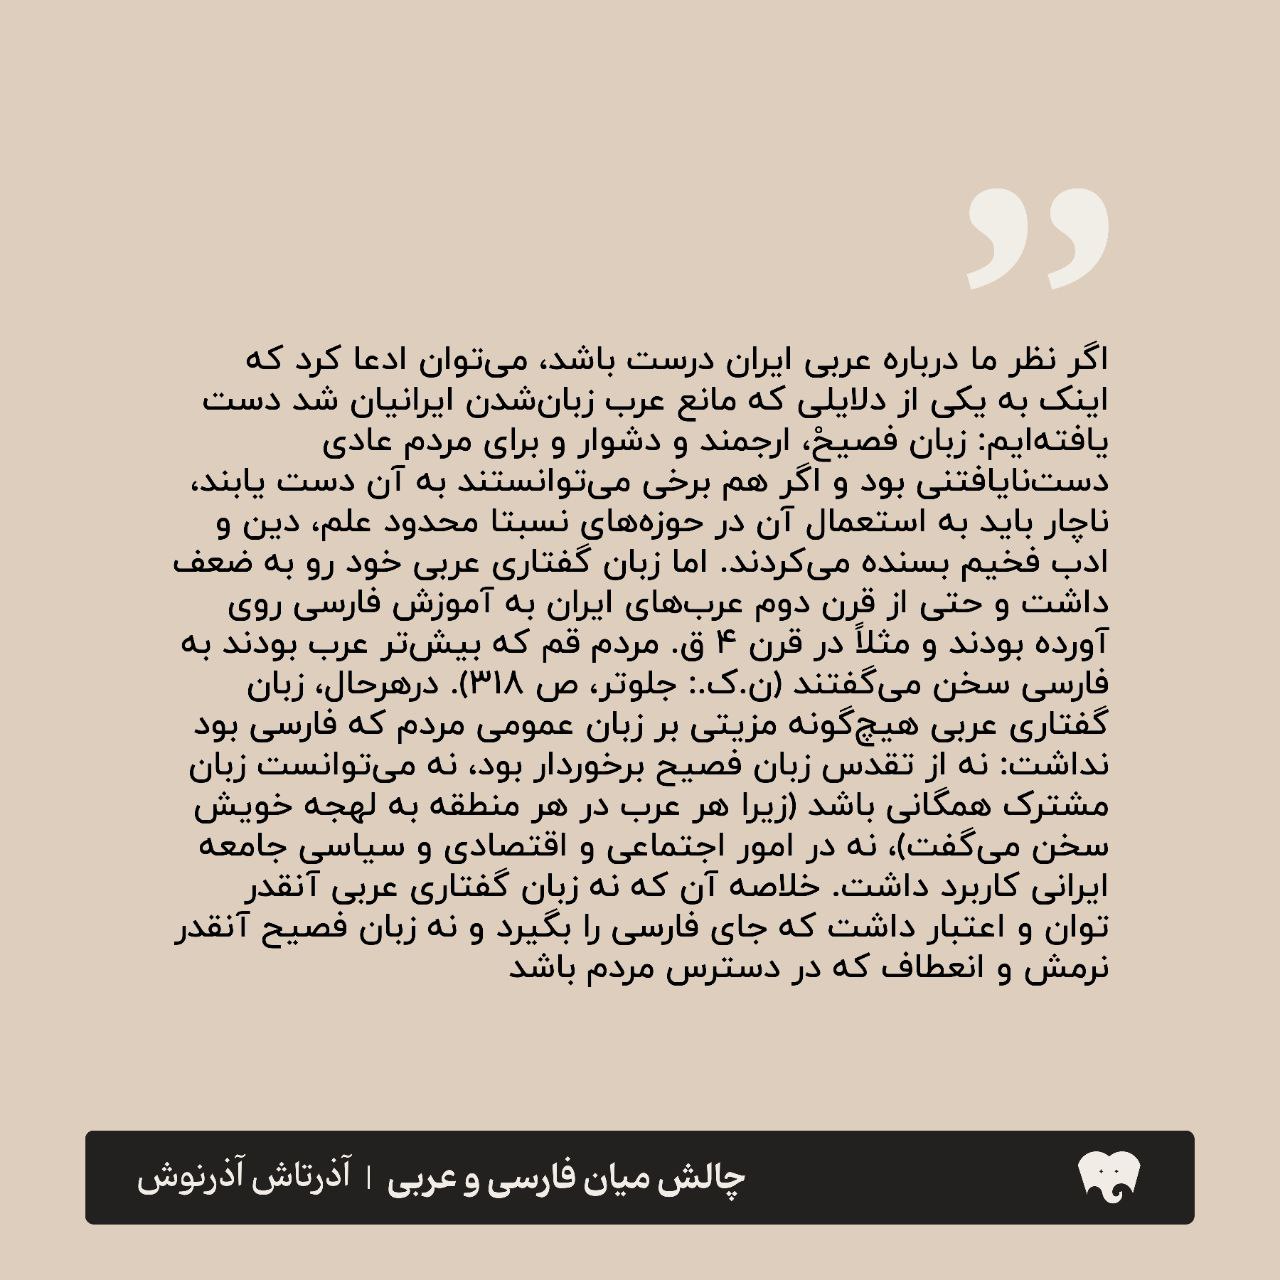 ”
اگر نظر ما درباره عربی ایران درست باشد، می‌توان ادعا کرد که
اینک به یکی از دلایلی که مانع عرب زبان‌شدن ایرانیان شد دست
یافته‌ایم: زبان فصیحْ، ارجمند و دشوار و برای مردم عادی
دست‌نایافتنی بود و اگر هم برخی می‌توانستند به آن دست یابند،
ناچار باید به استعمال آن در حوزه‌های نسبتا محدود علم، دین و
ادب فخیم بسنده می‌کردند. اما زبان گفتاری عربی خود رو به ضعف
داشت و حتی از قرن دوم عرب‌های ایران به آموزش فارسی روی
آورده بودند و مثلاً در قرن ۴ ق. مردم قم که بیش‌تر عرب بودند به
فارسی سخن می‌گفتند (ن.ک.: جلوتر، ص ۳۱۸). درهرحال، زبان
گفتاری عربی هیچ‌گونه مزیتی بر زبان عمومی مردم که فارسی بود
نداشت: نه از تقدس زبان فصیح برخوردار بود، نه می‌توانست زبان
مشترک همگانی باشد (زیرا هر عرب در هر منطقه به لهجه خویش
سخن می‌گفت)، نه در امور اجتماعی و اقتصادی و سیاسی جامعه
ایرانی کاربرد داشت. خلاصه آن که نه زبان گفتاری عربی آنقدر
توان و اعتبار داشت که جای فارسی را بگیرد و نه زبان فصیح آنقدر
نرمش و انعطاف که در دسترس مردم باشد
چالش میان فارسی و عربی | آذرتاش آذرنوش